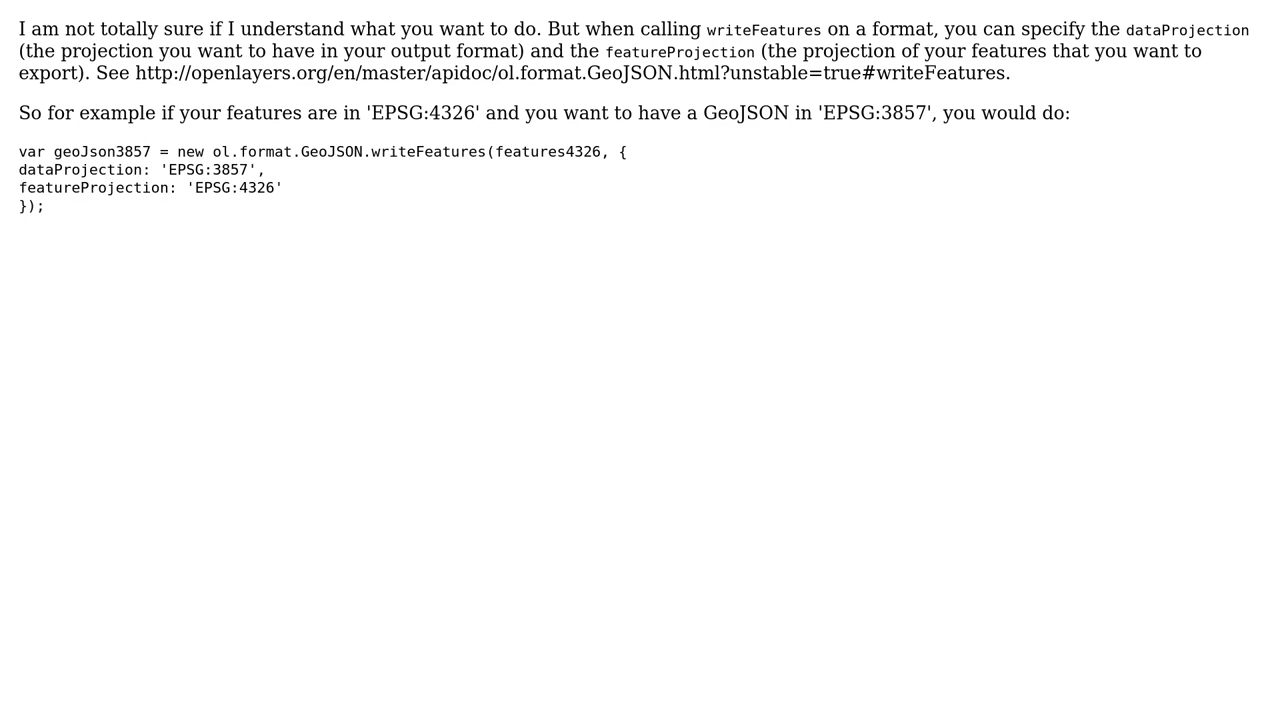 I am not totally sure if I understand what you want to do. But when calling writeFeatures on a format, you can specify the dataProjection
(the projection you want to have in your output format) and the featureProjection (the projection of your features that you want to
export). See http://openlayers.org/en/master/apidoc/ol.format.GeoJSON.html?unstable=true#writeFeatures.
So for example if your features are in 'EPSG:4326' and you want to have a GeoJSON in 'EPSG:3857', you would do:
var geoJson3857 = new ol.format.GeoJSON.writeFeatures(features4326, {
dataProjection: 'EPSG:3857',
featureProjection: 'EPSG:4326'
});